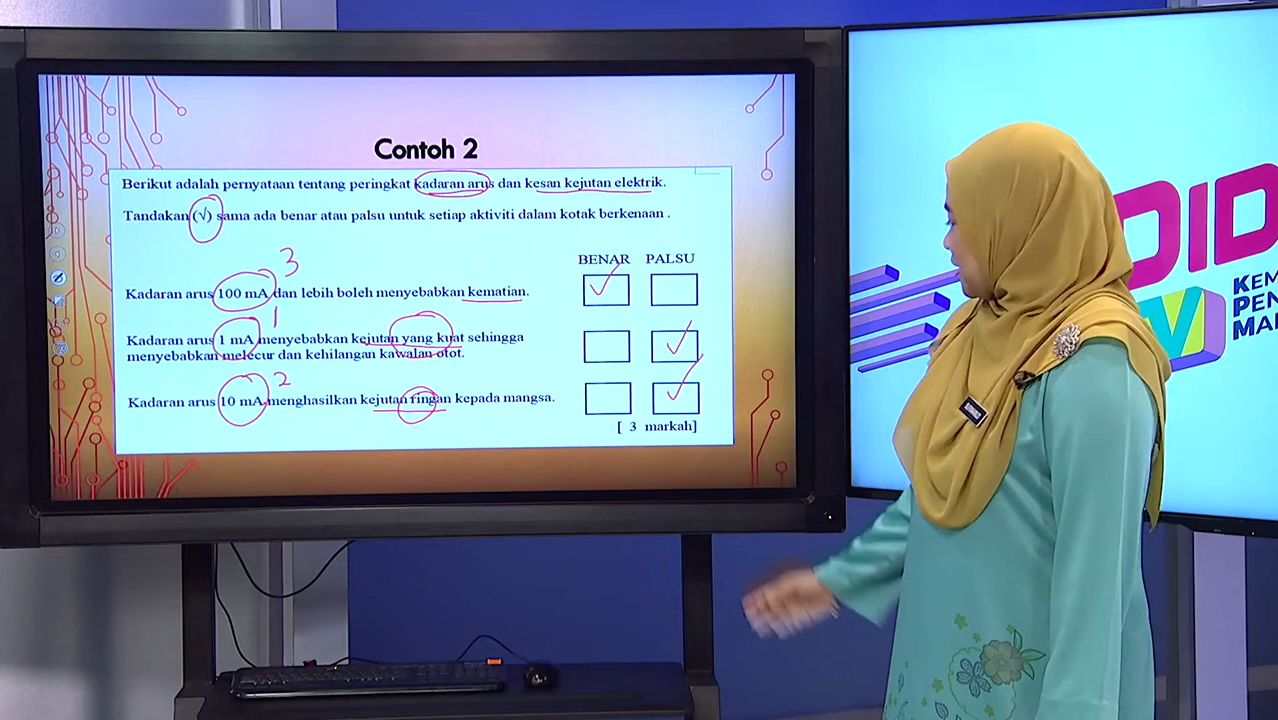 Contoh 2
Berikut adalah pernyataan tentang peringkat kadaran arus dan kesan kejutan elektrik.
Tandakan (√) sama ada benar atau palsu untuk setiap aktiviti dalam kotak berkenaan .
BENAR PALSU
3
Kadaran arus 100 mA dan lebih boleh menyebabkan kematian.
1
Kadaran arus 1 mA menyebabkan kejutan yang kuat sehingga
menyebabkan melecur dan kehilangan kawalan otot.
2
Kadaran arus 10 mA menghasilkan kejutan ringan kepada mangsa.
[ 3 markah]
DID
TV